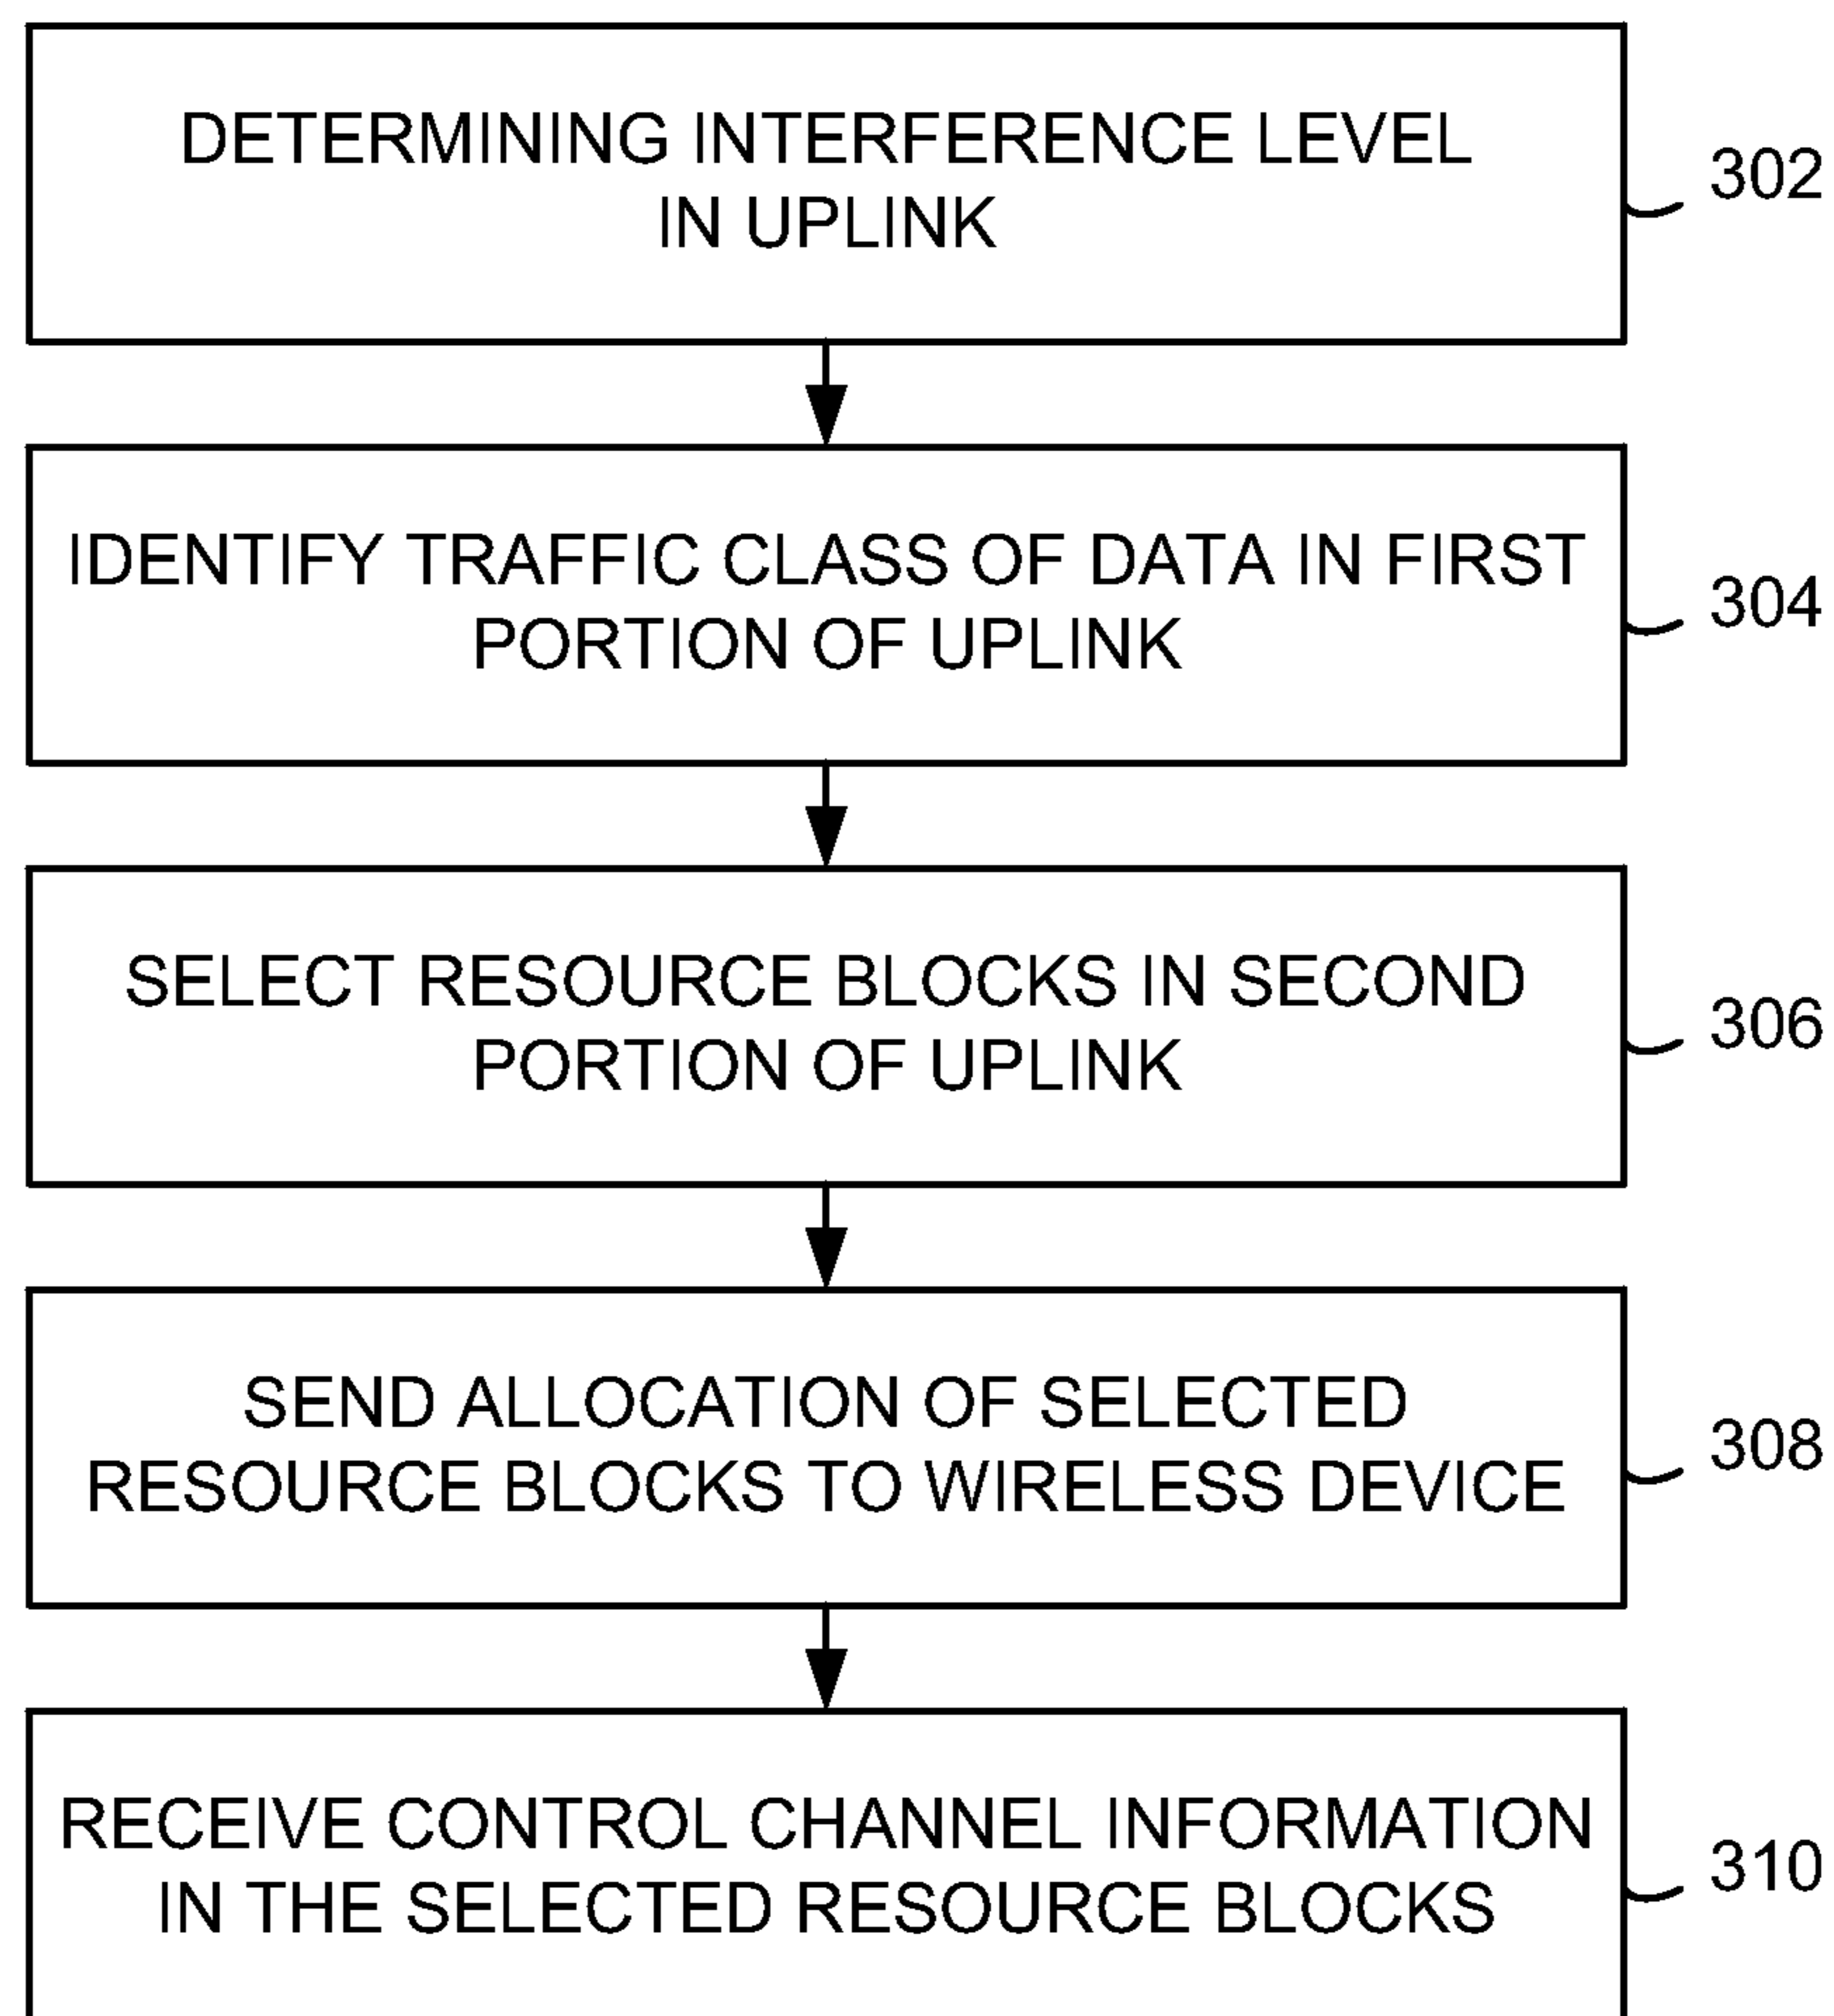 DETERMINING INTERFERENCE LEVEL
IN UPLINK
302
IDENTIFY TRAFFIC CLASS OF DATA IN FIRST
PORTION OF UPLINK
304
SELECT RESOURCE BLOCKS IN SECOND
PORTION OF UPLINK
306
SEND ALLOCATION OF SELECTED
RESOURCE BLOCKS TO WIRELESS DEVICE
308
RECEIVE CONTROL CHANNEL INFORMATION
IN THE SELECTED RESOURCE BLOCKS
310